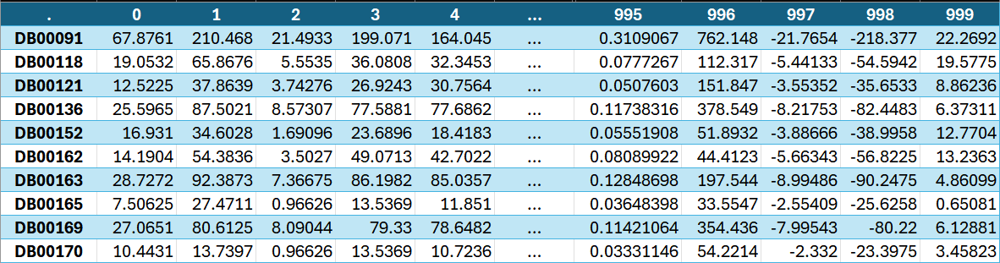 . 0 1 2 3 4 ... 995 996 997 998 999
DB00091 67.8761 210.468 21.4933 199.071 164.045 ... 0.3109067 762.148 -21.7654 -218.377 22.2692
DB00118 19.0532 65.8676 5.5535 36.0808 32.3453 ... 0.0777267 112.317 -5.44133 -54.5942 19.5775
DB00121 12.5225 37.8639 3.74276 26.9243 30.7564 ... 0.0507603 151.847 -3.55352 -35.6533 8.86236
DB00136 25.5965 87.5021 8.57307 77.5881 77.6862 ... 0.11738316 378.549 -8.21753 -82.4483 6.37311
DB00152 16.931 34.6028 1.69096 23.6896 18.4183 ... 0.05551908 51.8932 -3.88666 -38.9958 12.7704
DB00162 14.1904 54.3836 3.5027 49.0713 42.7022 ... 0.08089922 44.4123 -5.66343 -56.8225 13.2363
DB00163 28.7272 92.3873 7.36675 86.1982 85.0357 ... 0.12848698 197.544 -8.99486 -90.2475 4.86099
DB00165 7.50625 27.4711 0.96626 13.5369 11.851 ... 0.03648398 33.5547 -2.55409 -25.6258 0.65081
DB00169 27.0651 80.6125 8.09044 79.33 78.6482 ... 0.11421064 354.436 -7.99543 -80.22 6.12881
DB00170 10.4431 13.7397 0.96626 13.5369 10.7236 ... 0.03331146 54.2214 -2.332 -23.3975 3.45823